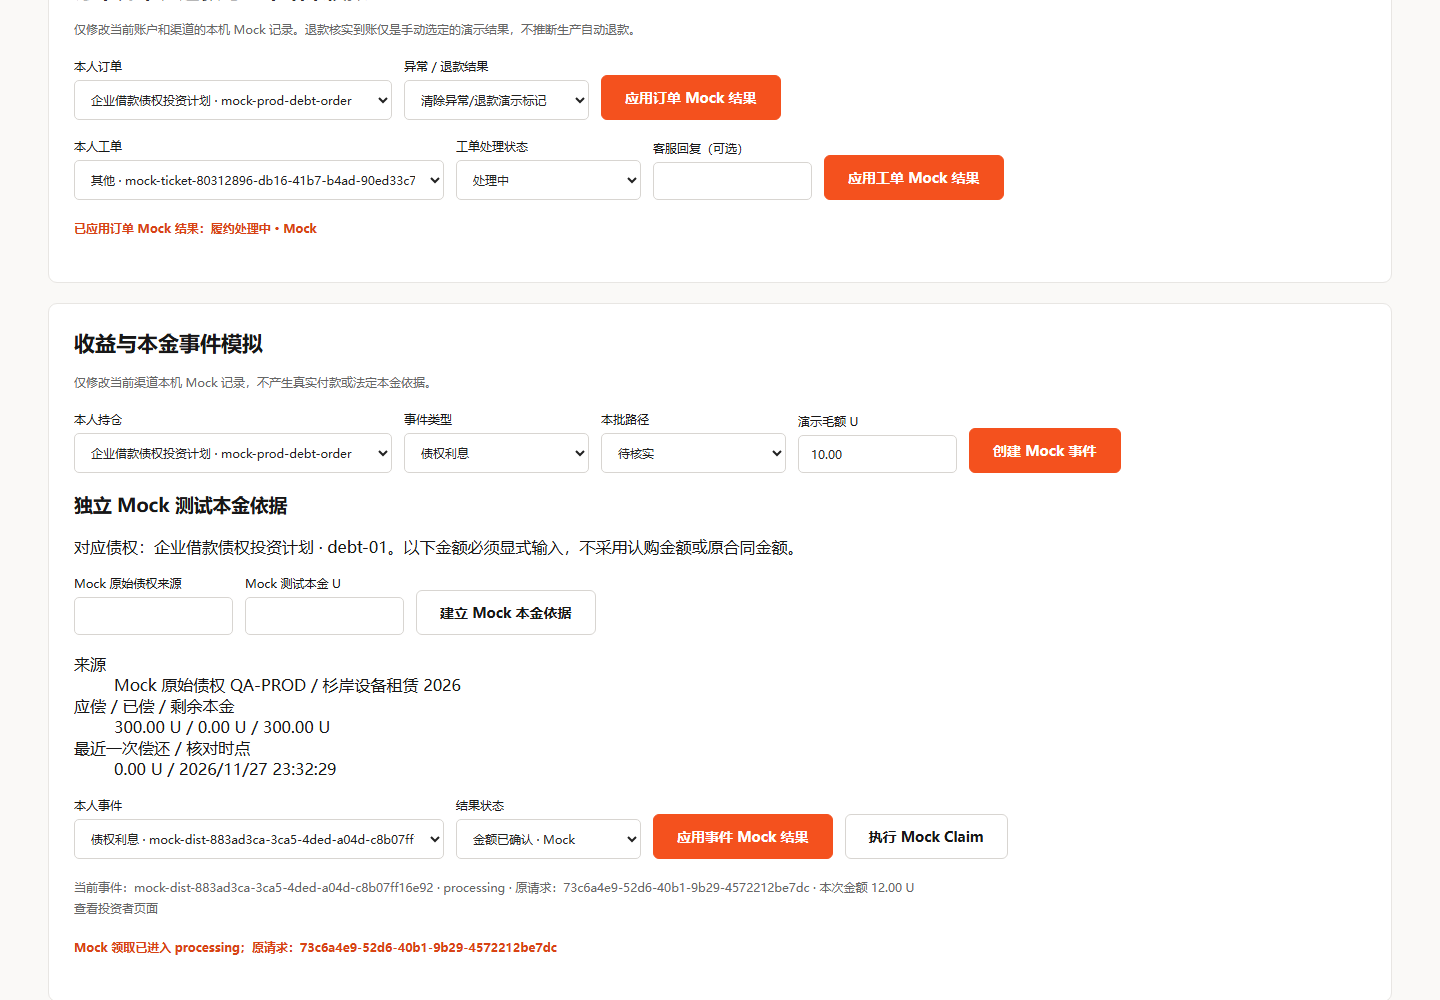 仅修改当前账户和渠道的本机 Mock 记录。退款核实到账仅是手动选定的演示结果，不推断生产自动退款。
本人订单
异常 / 退款结果
企业借款债权投资计划 · mock-prod-debt-order
清除异常/退款演示标记
应用订单 Mock 结果
本人工单
工单处理状态
客服回复（可选）
其他 · mock-ticket-80312896-db16-41b7-b4ad-90ed33c7
处理中
应用工单 Mock 结果
已应用订单 Mock 结果：履约处理中 • Mock
收益与本金事件模拟
仅修改当前渠道本机 Mock 记录，不产生真实付款或法定本金依据。
本人持仓
事件类型
本批路径
演示毛额 U
企业借款债权投资计划 · mock-prod-debt-order
债权利息
待核实
10.00
创建 Mock 事件
独立 Mock 测试本金依据
对应债权：企业借款债权投资计划 · debt-01。以下金额必须显式输入，不采用认购金额或原合同金额。
Mock 原始债权来源
Mock 测试本金 U
建立 Mock 本金依据
来源
Mock 原始债权 QA-PROD / 杉岸设备租赁 2026
应偿 / 已偿 / 剩余本金
300.00 U / 0.00 U / 300.00 U
最近一次偿还 / 核对时点
0.00 U / 2026/11/27 23:32:29
本人事件
结果状态
债权利息 · mock-dist-883ad3ca-3ca5-4ded-a04d-c8b07ff
金额已确认 · Mock
应用事件 Mock 结果
执行 Mock Claim
当前事件：mock-dist-883ad3ca-3ca5-4ded-a04d-c8b07ff16e92 · processing · 原请求：73c6a4e9-52d6-40b1-9b29-4572212be7dc · 本次金额 12.00 U
查看投资者页面
Mock 领取已进入 processing；原请求：73c6a4e9-52d6-40b1-9b29-4572212be7dc